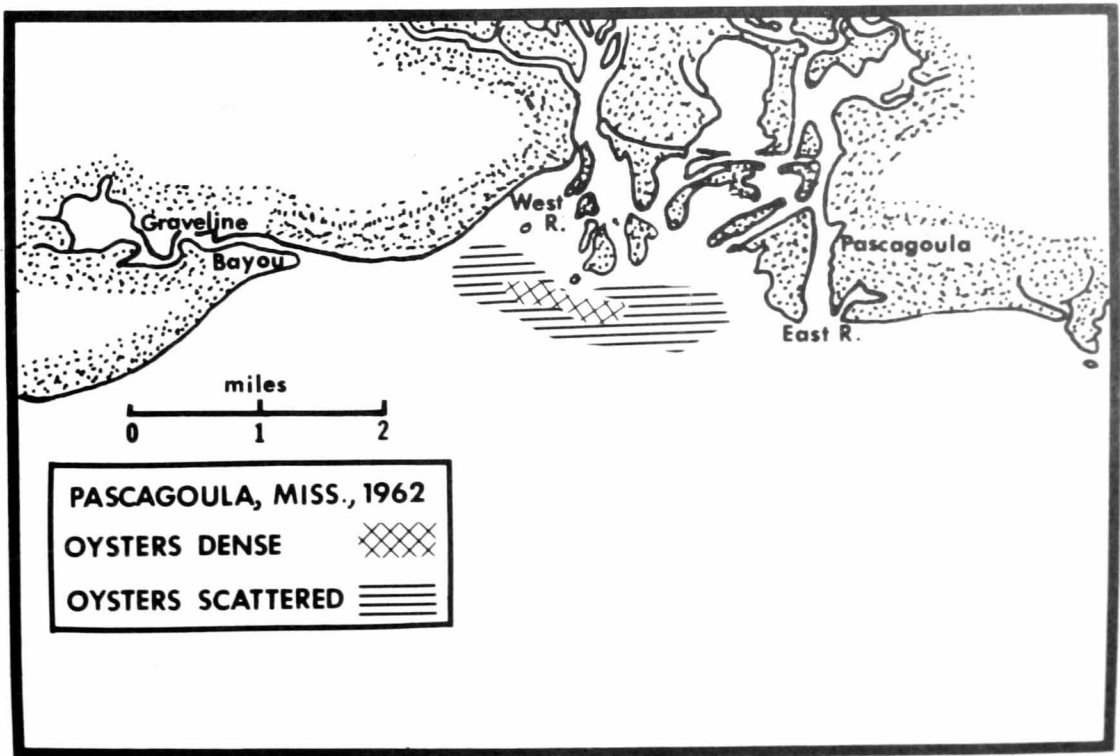 West
R.
Graveline
Bayou
Pascagoula
East R.
miles
0 1 2
PASCAGOULA, MISS., 1962
OYSTERS DENSE
OYSTERS SCATTERED